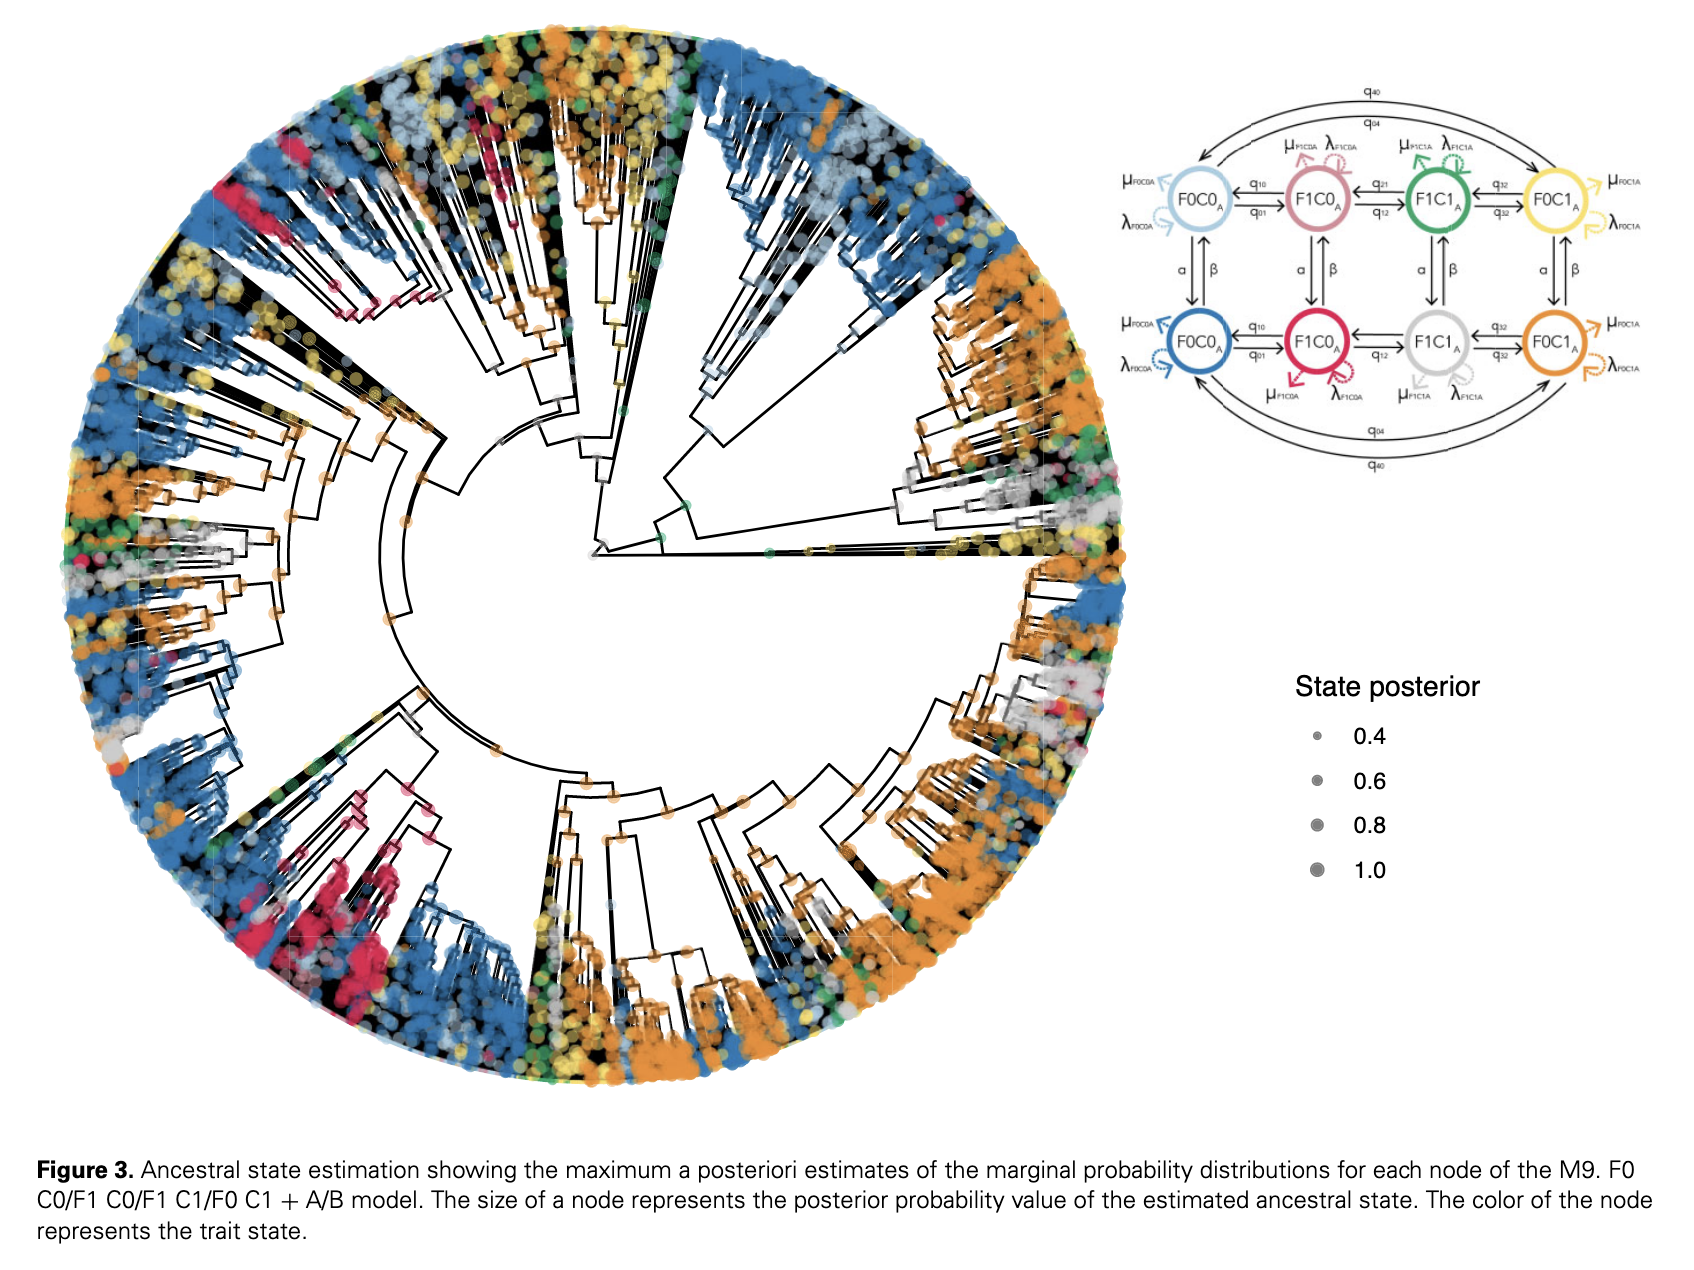 q40
q04
μF1C0A λF1C0A μF1C1A λF1C1A
μF0C0A F0C0A q10 F1C0A q21 F1C1A q32 F0C1A μF0C1A
λF0C0A q01 q12 q32 λF0C1A
α β α β α β α β
μF0C0A F0C0A q10 F1C0A F1C1A q32 F0C1A μF0C1A
λF0C0A q01 q12 q32 λF0C1A
μF1C0A λF1C0A μF1C1A λF1C1A
q04
q40
State posterior
0.4
0.6
0.8
1.0
Figure 3. Ancestral state estimation showing the maximum a posteriori estimates of the marginal probability distributions for each node of the M9. F0
C0/F1 C0/F1 C1/F0 C1 + A/B model. The size of a node represents the posterior probability value of the estimated ancestral state. The color of the node
represents the trait state.